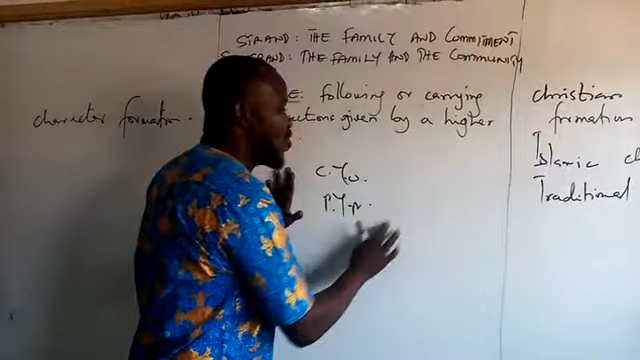 STRAND: THE FAMILY AND COMMITMENT
THE FAMILY AND THE COMMUNITY
character formation.
following or carrying
given by a higher
C.
P.
christian
formation
Islamic
Traditional